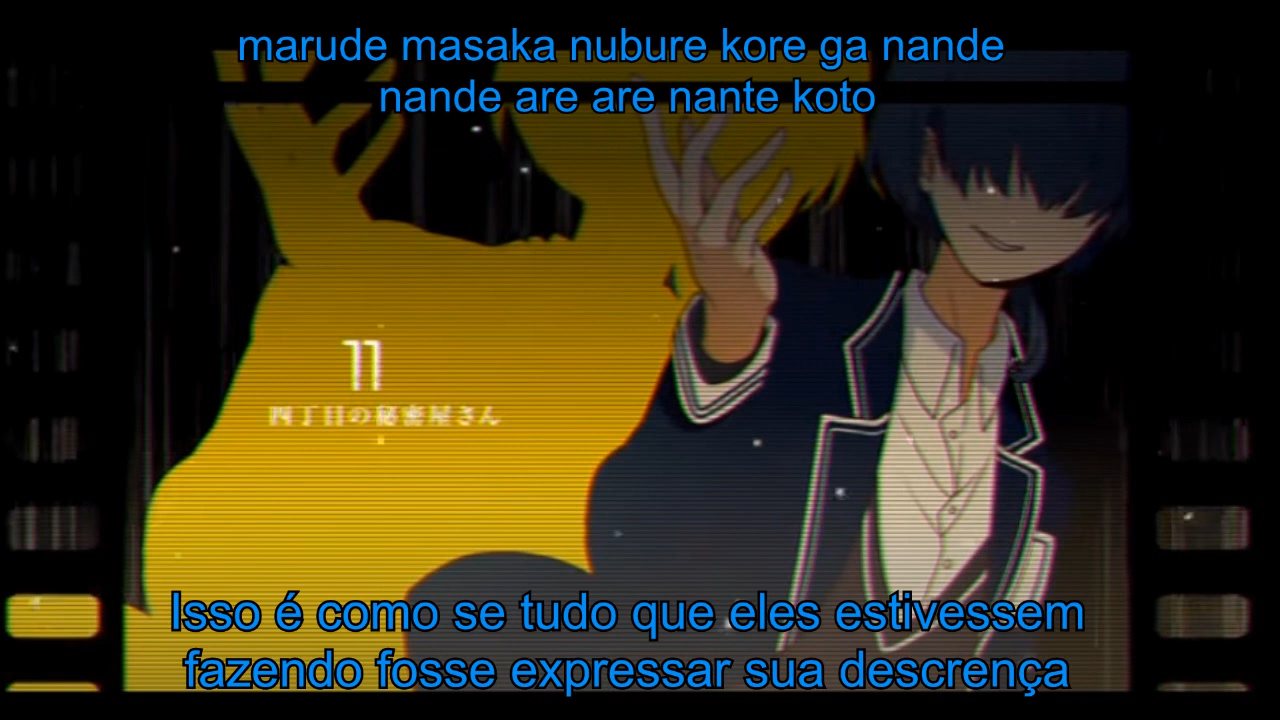 marude masaka nubure kore ga nande
nande are are nante koto
11
四丁目の秘密屋さん
Isso é como se tudo que eles estivessem
fazendo fosse expressar sua descrença